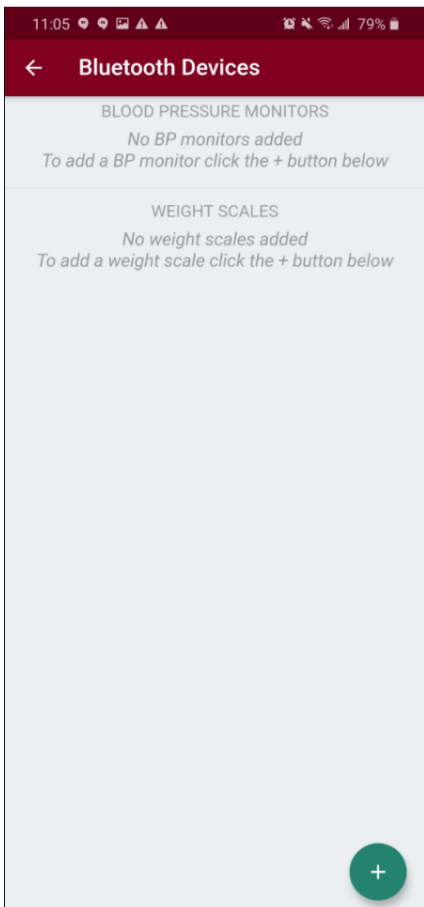 11:05 79%
Bluetooth Devices
BLOOD PRESSURE MONITORS
No BP monitors added
To add a BP monitor click the + button below
WEIGHT SCALES
No weight scales added
To add a weight scale click the + button below
+